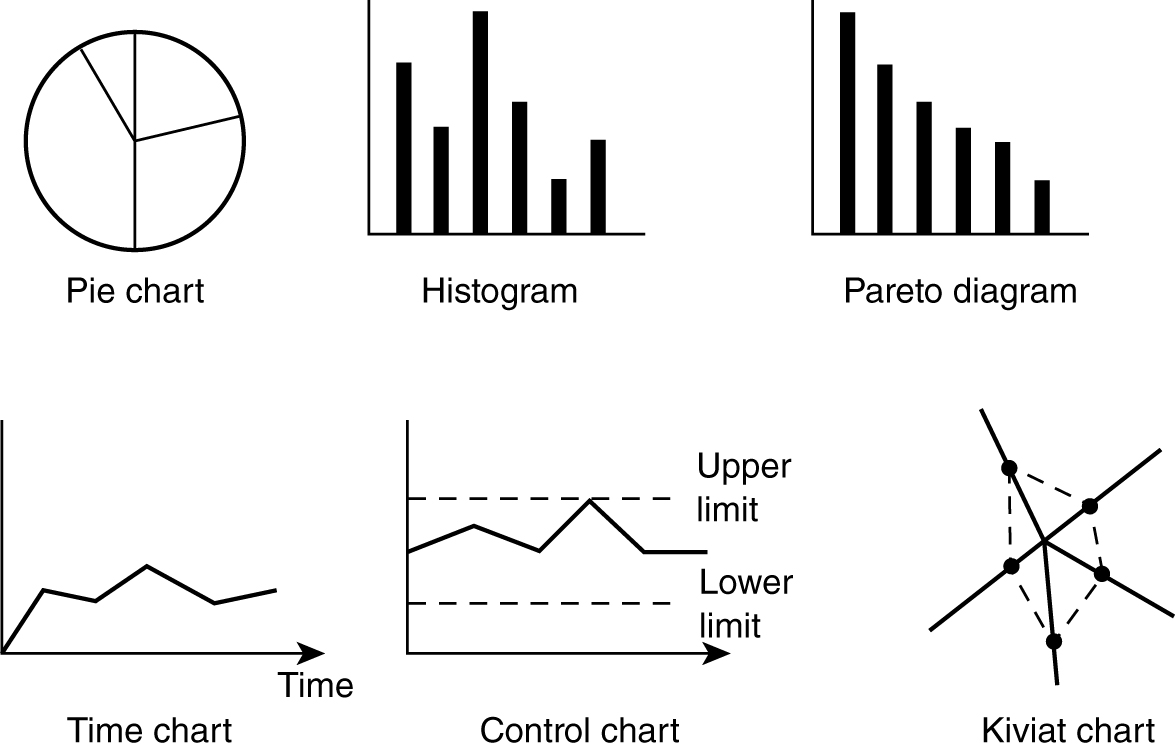 Pie chart
Histogram
Pareto diagram
Upper
limit
Lower
limit
Time
Time chart
Control chart
Kiviat chart